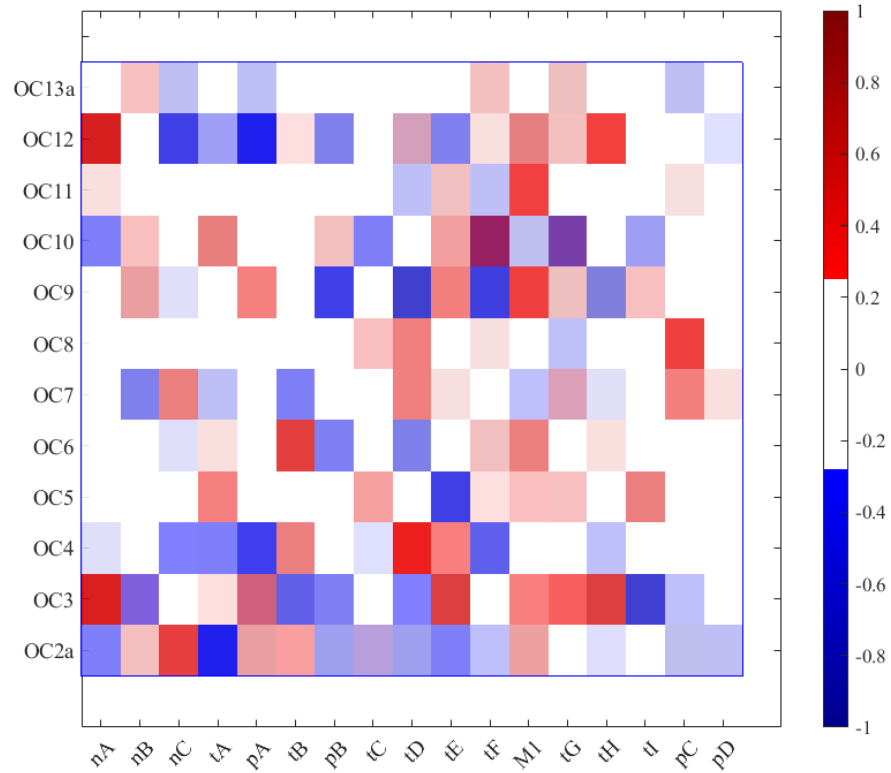 OC13a
OC12
OC11
OC10
OC9
OC8
OC7
OC6
OC5
OC4
OC3
OC2a
nA nB nC tA pA tB pB tC tD tE tF M1 tG tH tI pC pD
1
0.8
0.6
0.4
0.2
0
-0.2
-0.4
-0.6
-0.8
-1